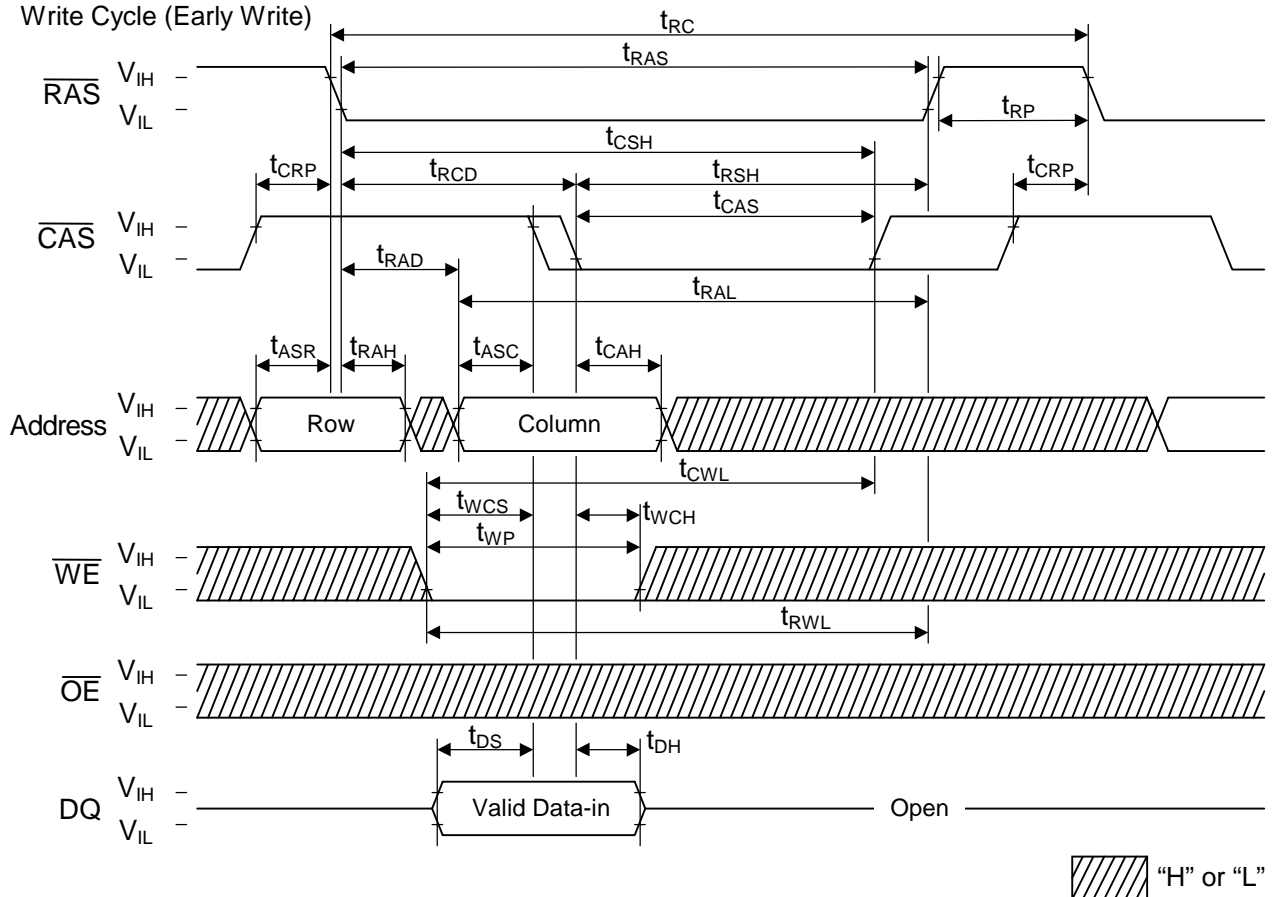 Write Cycle (Early Write)
tRC
RAS
VIH
VIL
tRAS
tRP
tCSH
tCRP
tRCD
tRSH
tCRP
CAS
VIH
VIL
tCAS
tRAD
tRAL
tASR
tRAH
tASC
tCAH
Address
VIH
VIL
Row
Column
tCWL
tWCS
tWCH
tWP
WE
VIH
VIL
tRWL
OE
VIH
VIL
tDS
tDH
DQ
VIH
VIL
Valid Data-in
Open
“H” or “L”